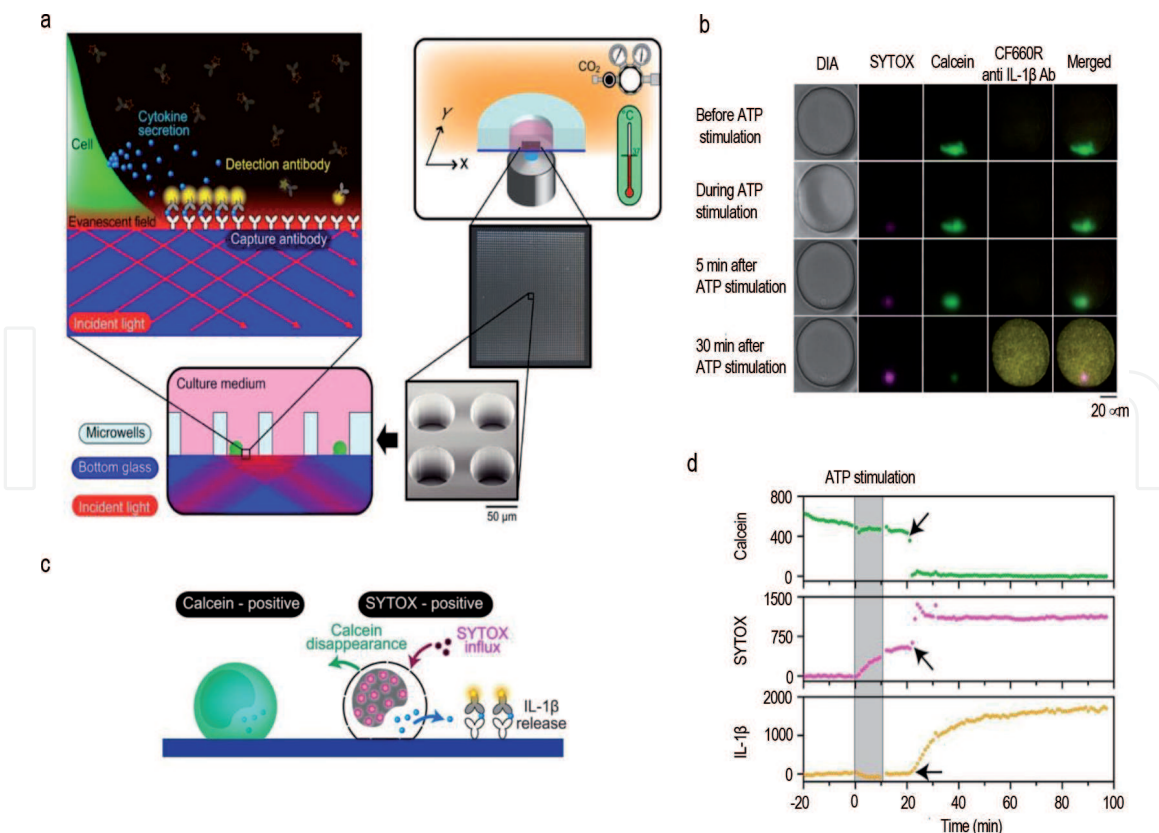 a
Cytokine
secretion
Cell
Detection antibody
Evanescent field
Capture antibody
Incident light
CO2
Y
X
°C
37
Culture medium
Microwells
Bottom glass
Incident light
50 µm
b
DIA
SYTOX
Calcein
CF660R
anti IL-1β Ab
Merged
Before ATP
stimulation
During ATP
stimulation
5 min after
ATP stimulation
30 min after
ATP stimulation
20 ∝m
c
Calcein - positive
SYTOX - positive
Calcein
disappearance
SYTOX
influx
IL-1β
release
d
ATP stimulation
Calcein
800
400
0
SYTOX
1500
750
0
IL-1β
2000
1000
0
-20
0
20
40
60
80
100
Time (min)